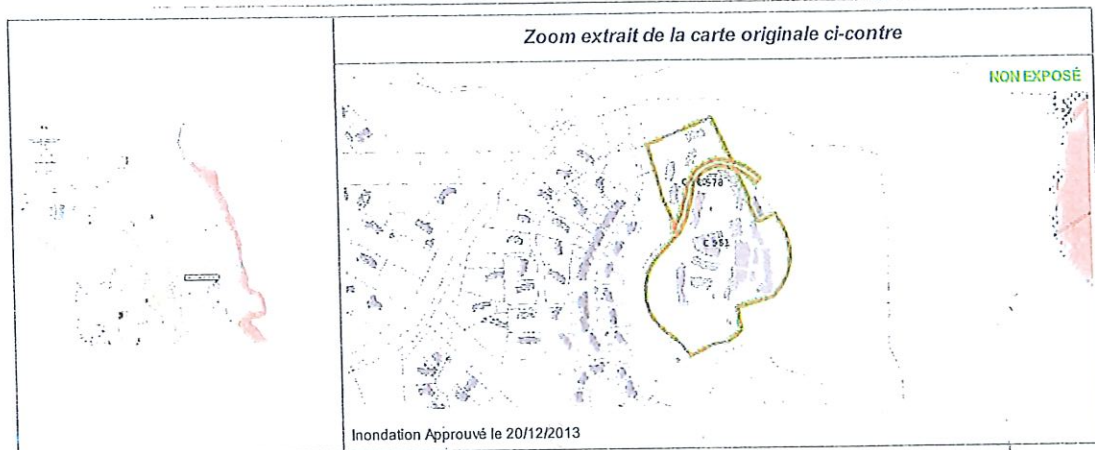 Zoom extrait de la carte originale ci-contre
NON EXPOSÉ
C 951
Inondation Approuvé le 20/12/2013